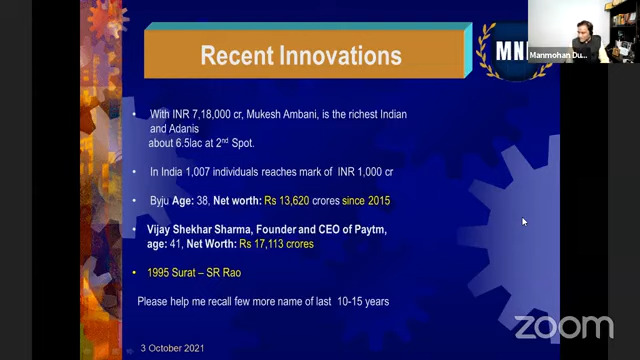 Recent Innovations
MN
Manmohan Du...
• With INR 7,18,000 cr, Mukesh Ambani, is the richest Indian
and Adanis
about 6.5lac at 2nd Spot.
• In India 1,007 individuals reaches mark of INR 1,000 cr
• Byju Age: 38, Net worth: Rs 13,620 crores since 2015
• Vijay Shekhar Sharma, Founder and CEO of Paytm,
age: 41, Net Worth: Rs 17,113 crores
• 1995 Surat – SR Rao
Please help me recall few more name of last 10-15 years
• 3 October 2021
zoom